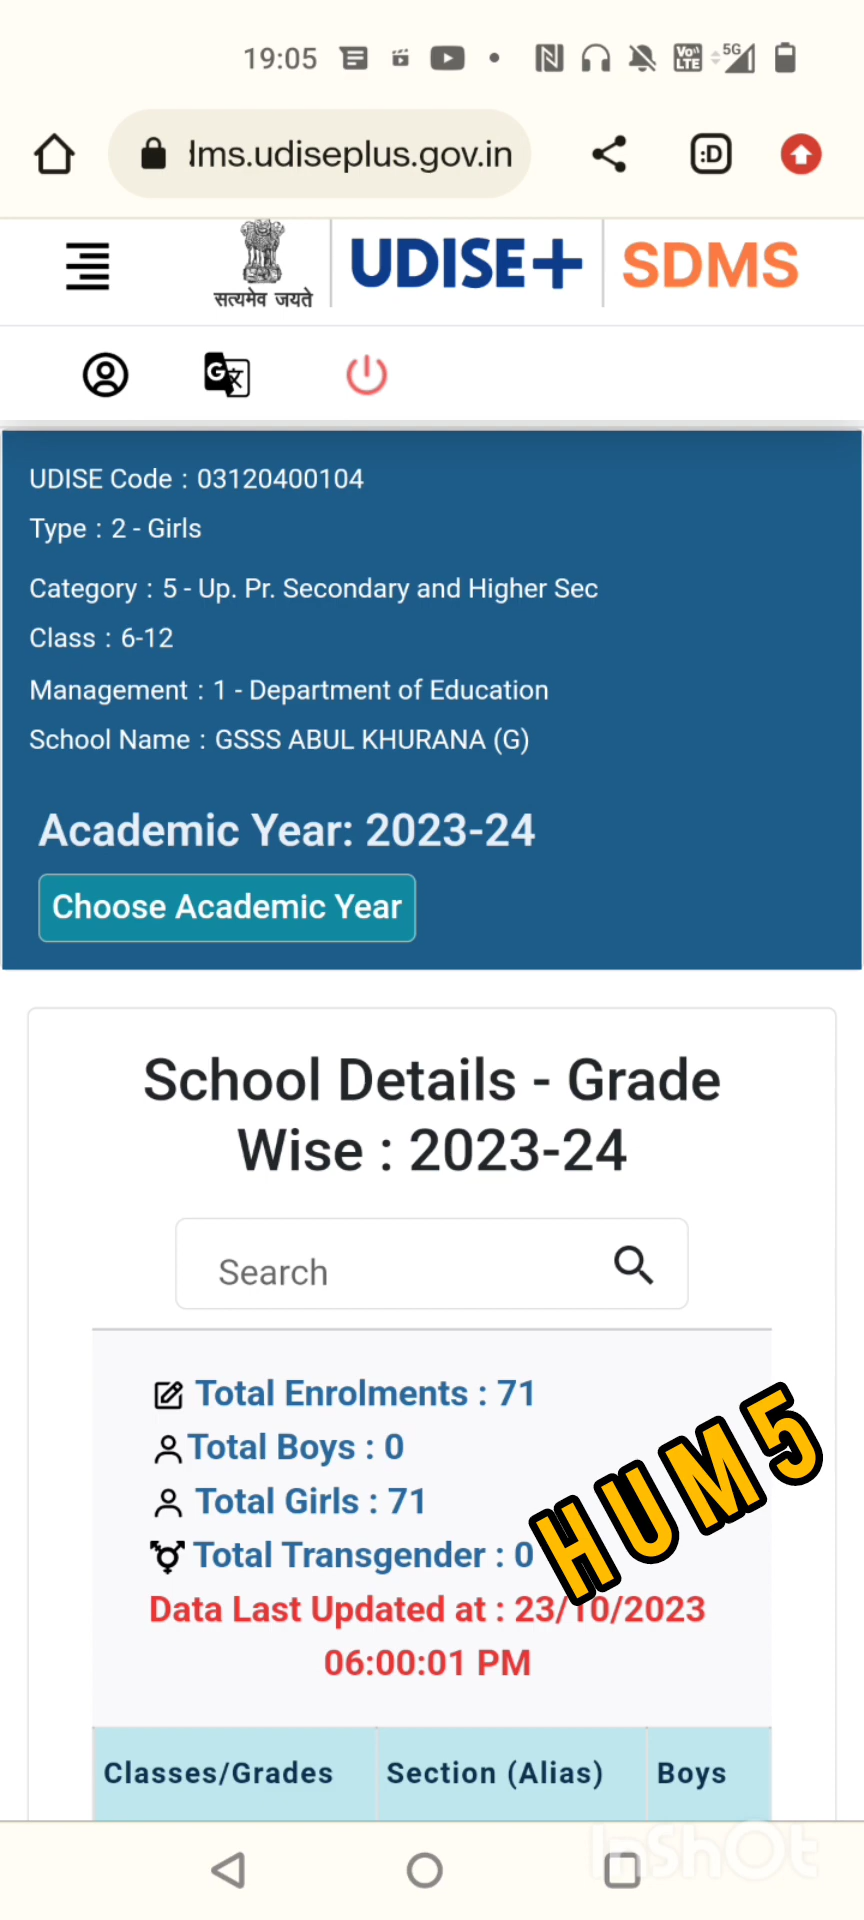 19:05
Vo)) LTE
5G
lms.udiseplus.gov.in
:D
सत्यमेव जयते
UDISE+
SDMS
UDISE Code : 03120400104
Type : 2 - Girls
Category : 5 - Up. Pr. Secondary and Higher Sec
Class : 6-12
Management : 1 - Department of Education
School Name : GSSS ABUL KHURANA (G)
Academic Year: 2023-24
Choose Academic Year
School Details - Grade
Wise : 2023-24
Search
Total Enrolments : 71
Total Boys : 0
Total Girls : 71
Total Transgender : 0
HUM5
Data Last Updated at : 23/10/2023
06:00:01 PM
Classes/Grades
Section (Alias)
Boys
InShOt